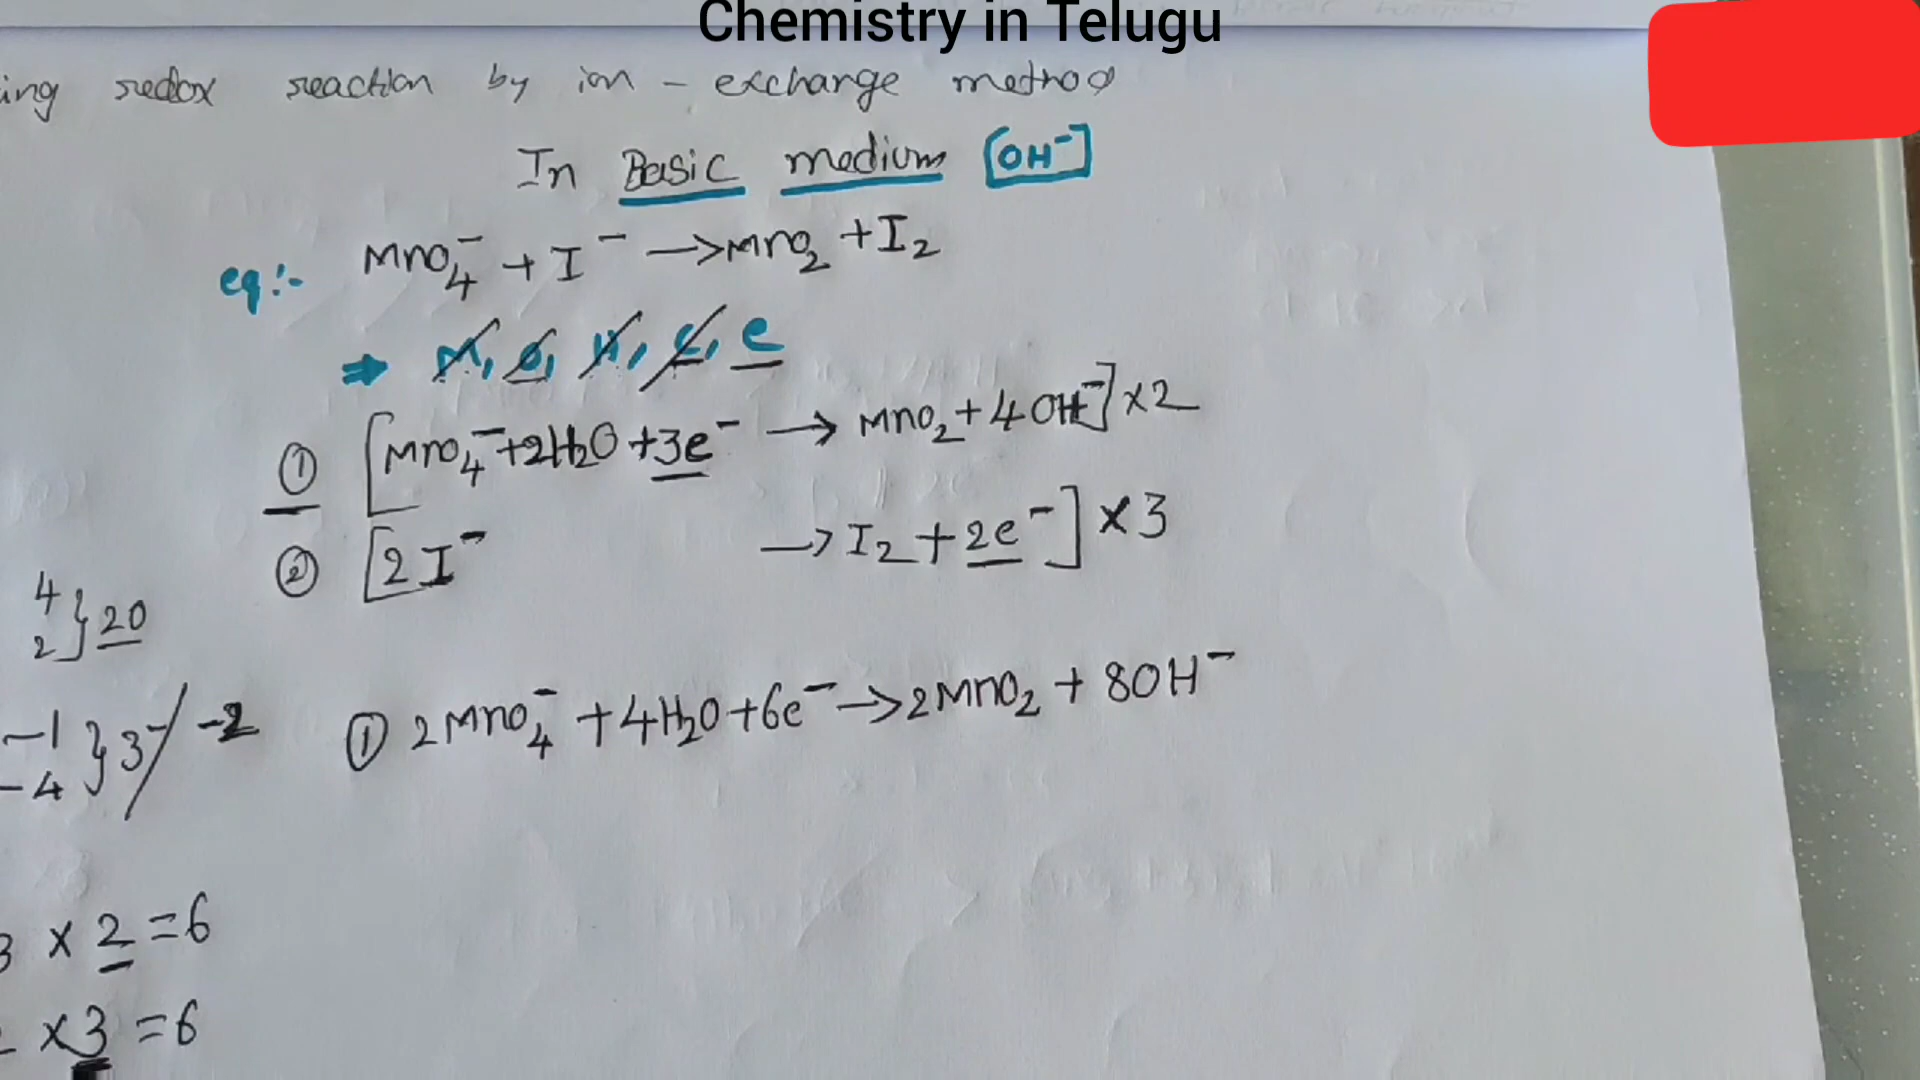 Chemistry in Telugu
ing redox reaction by ion - exchange method
In Basic medium [OH⁻]
eg:- MnO₄⁻ + I⁻ → MnO₂ + I₂
⇒ M, O, H, C, e
① [MnO₄⁻ + 2H₂O + 3e⁻ → MnO₂ + 4OH⁻] × 2
② [2I⁻ → I₂ + 2e⁻] × 3
4
2 } 20
-1
-4 } 3- / -2
① 2MnO₄⁻ + 4H₂O + 6e⁻ → 2MnO₂ + 8OH⁻
3 × 2 = 6
× 3 = 6